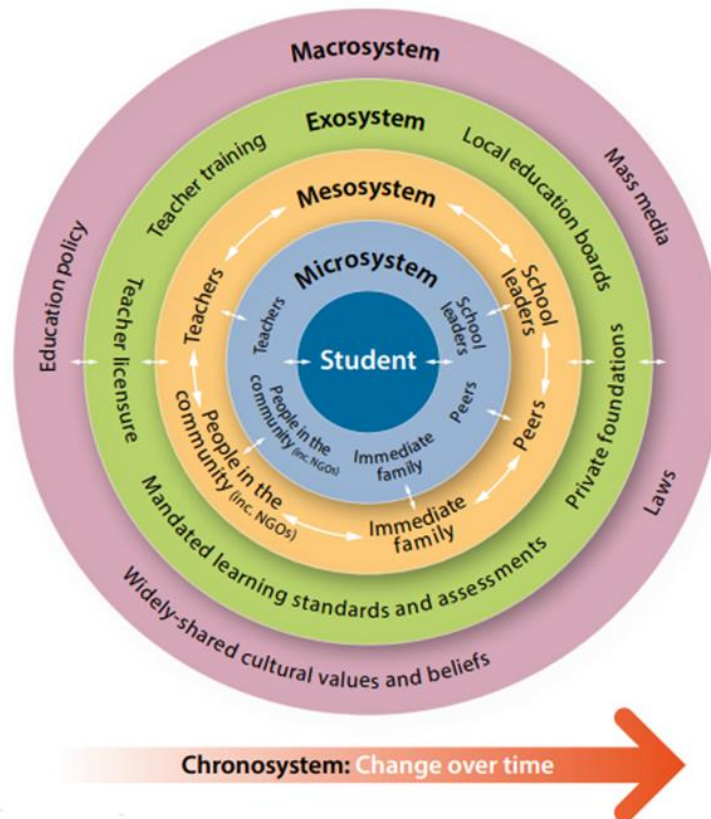 Macrosystem
Education policy
Mass media
Laws
Widely-shared cultural values and beliefs
Exosystem
Teacher training
Local education boards
Teacher licensure
Private foundations
Mandated learning standards and assessments
Mesosystem
Teachers
School
leaders
Peers
People in the
community (inc. NGOs)
Immediate
family
Microsystem
Teachers
School
leaders
Peers
People in the
community (inc. NGOs)
Immediate
family
Student
Chronosystem: Change over time